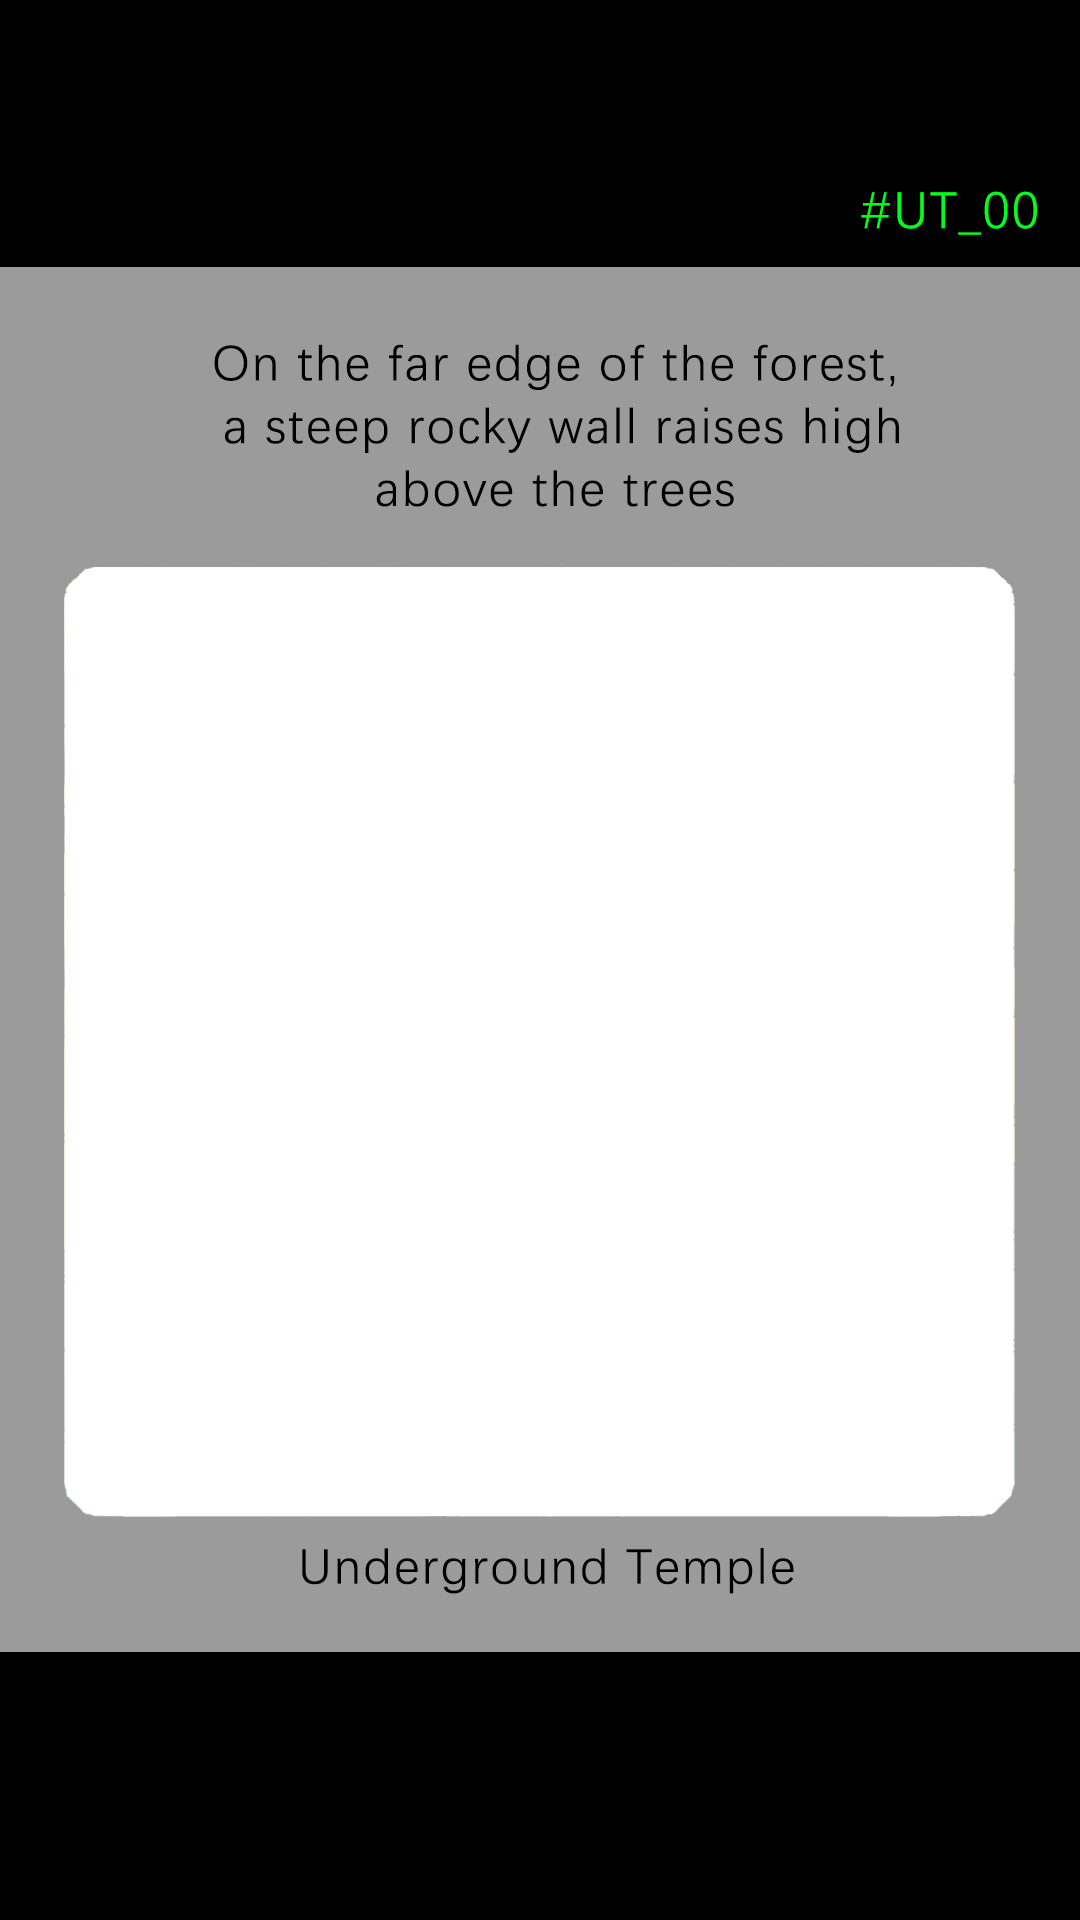 #UT_00
On the far edge of the forest,
a steep rocky wall raises high
above the trees
Underground Temple